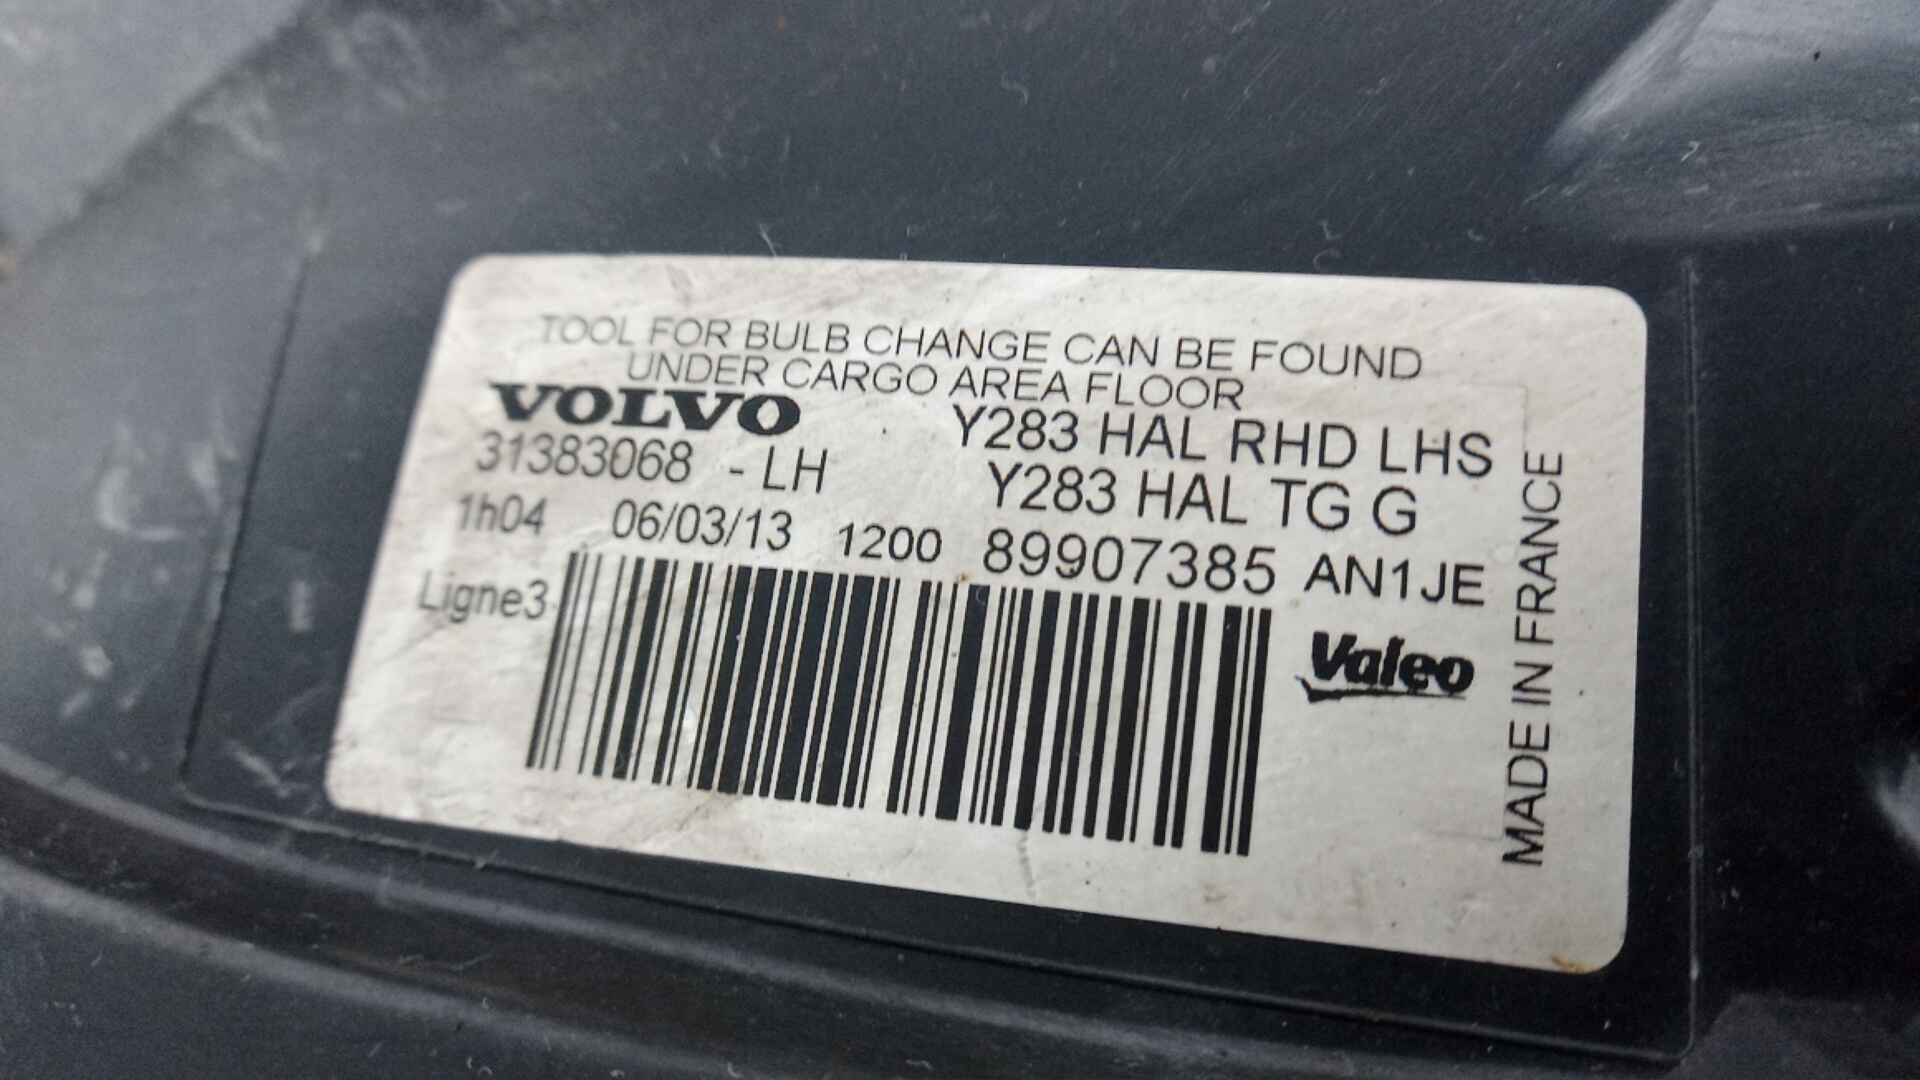 TOOL FOR BULB CHANGE CAN BE FOUND
UNDER CARGO AREA FLOOR
VOLVO
31383068 - LH
Y283 HAL RHD LHS
Y283 HAL TG G
1h04 06/03/13 1200 89907385 AN1JE
Ligne3
Valeo
MADE IN FRANCE